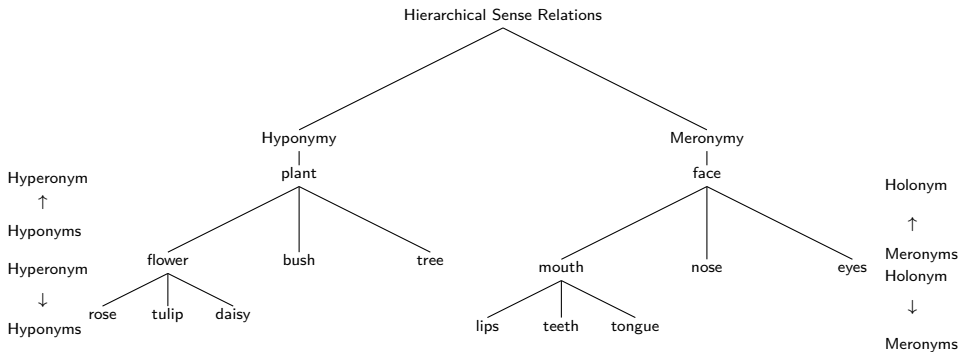 Hierarchical Sense Relations
Hyponymy Meronymy
Hyperonym plant face Holonym
↑ ↑
Hyponyms Meronyms
Hyperonym flower bush tree mouth nose eyes Holonym
↓ ↓
rose tulip daisy lips teeth tongue
Hyponyms Meronyms